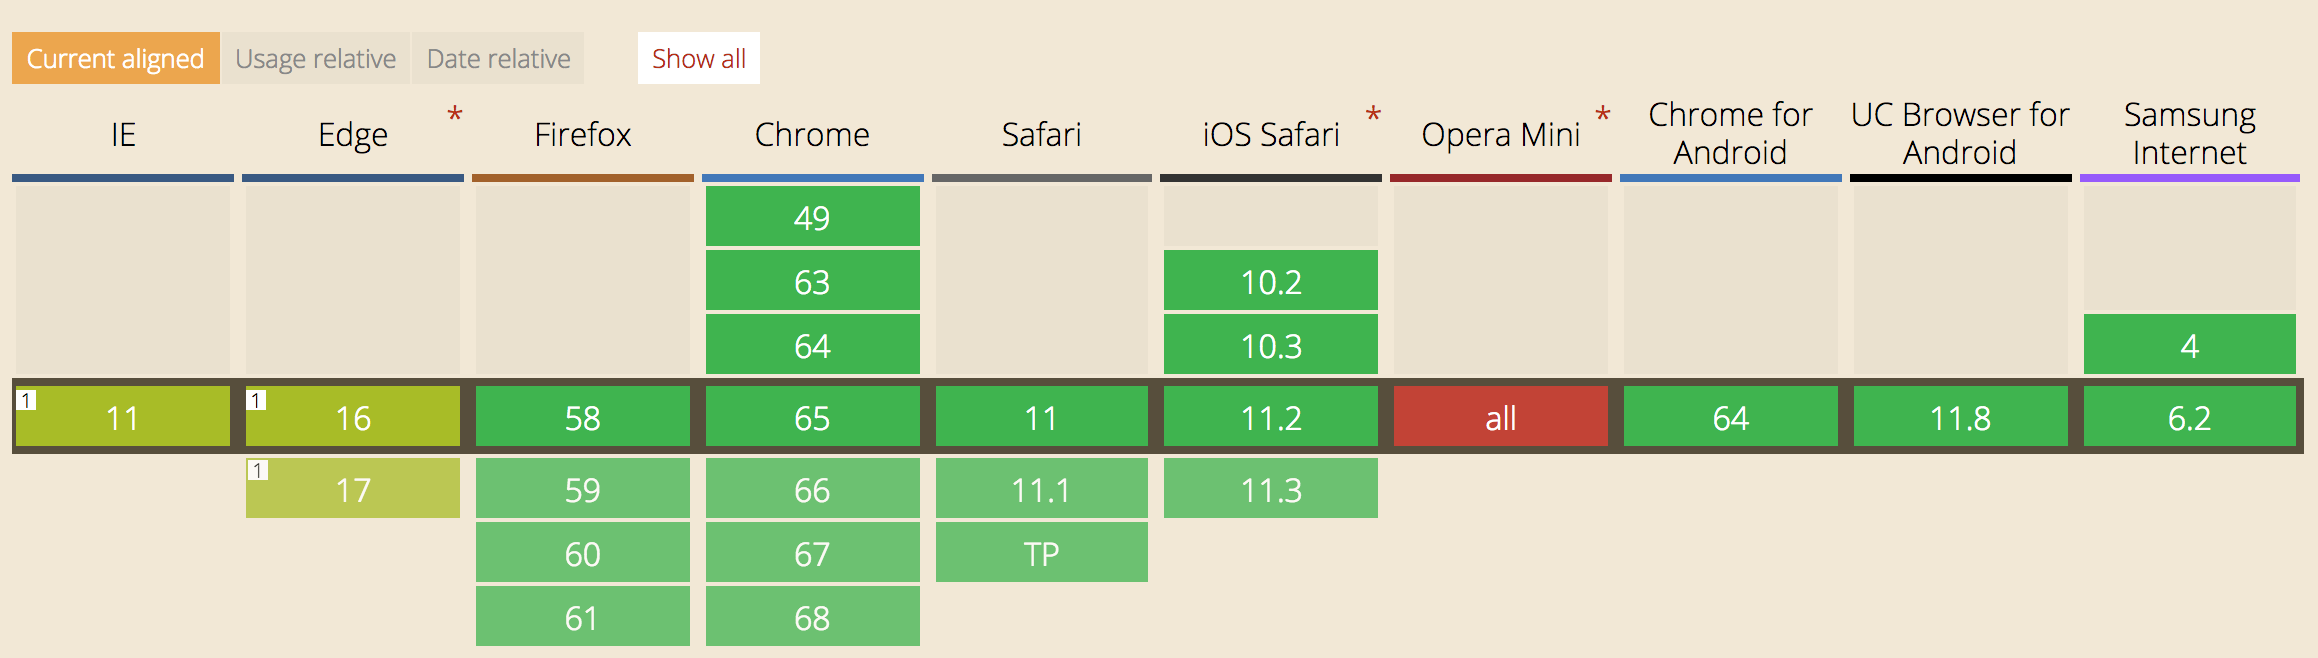 Current aligned Usage relative Date relative Show all
IE Edge * Firefox Chrome Safari iOS Safari * Opera Mini * Chrome for Android UC Browser for Android Samsung Internet
49
63 10.2
64 10.3 4
1 11 1 16 58 65 11 11.2 all 64 11.8 6.2
1 17 59 66 11.1 11.3
60 67 TP
61 68